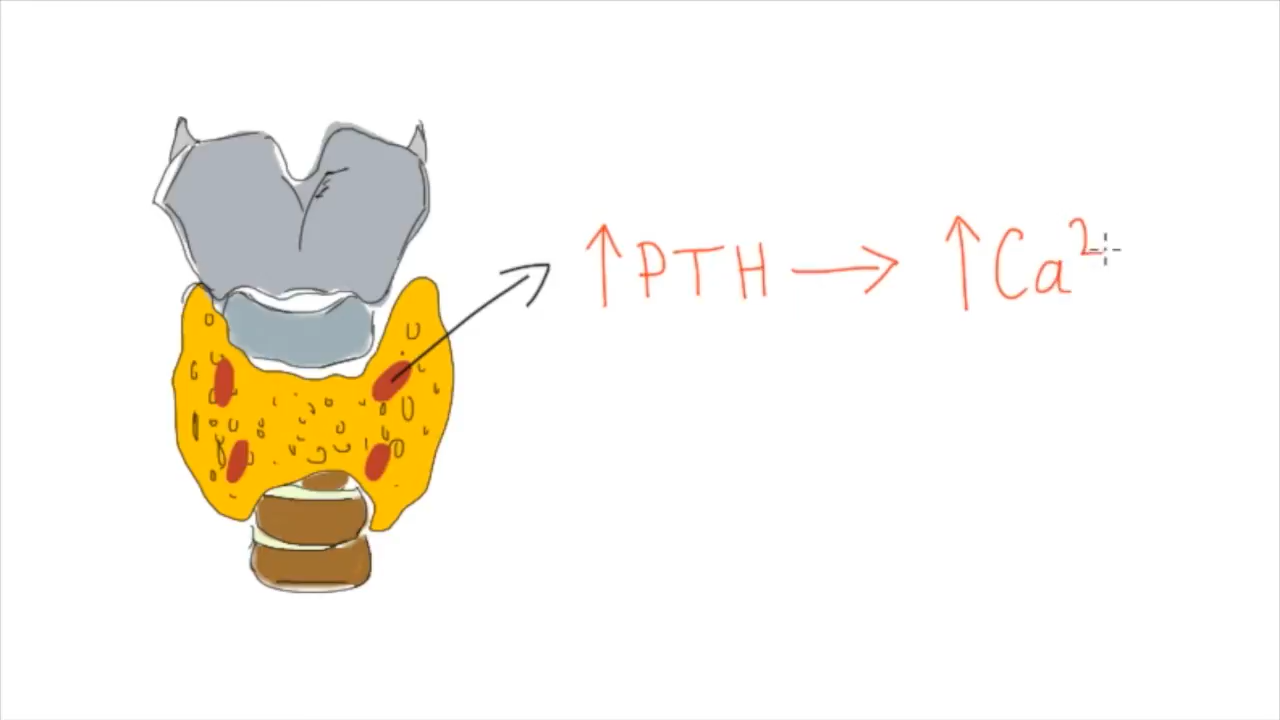 ↑PTH → ↑Ca²